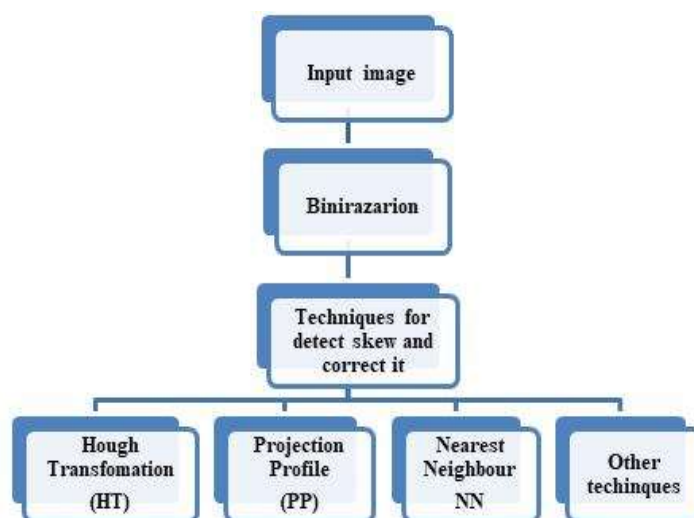 Input image
Binirazarion
Techniques for
detect skew and
correct it
Hough
Transfomation
(HT)
Projection
Profile
(PP)
Nearest
Neighbour
NN
Other
techinques